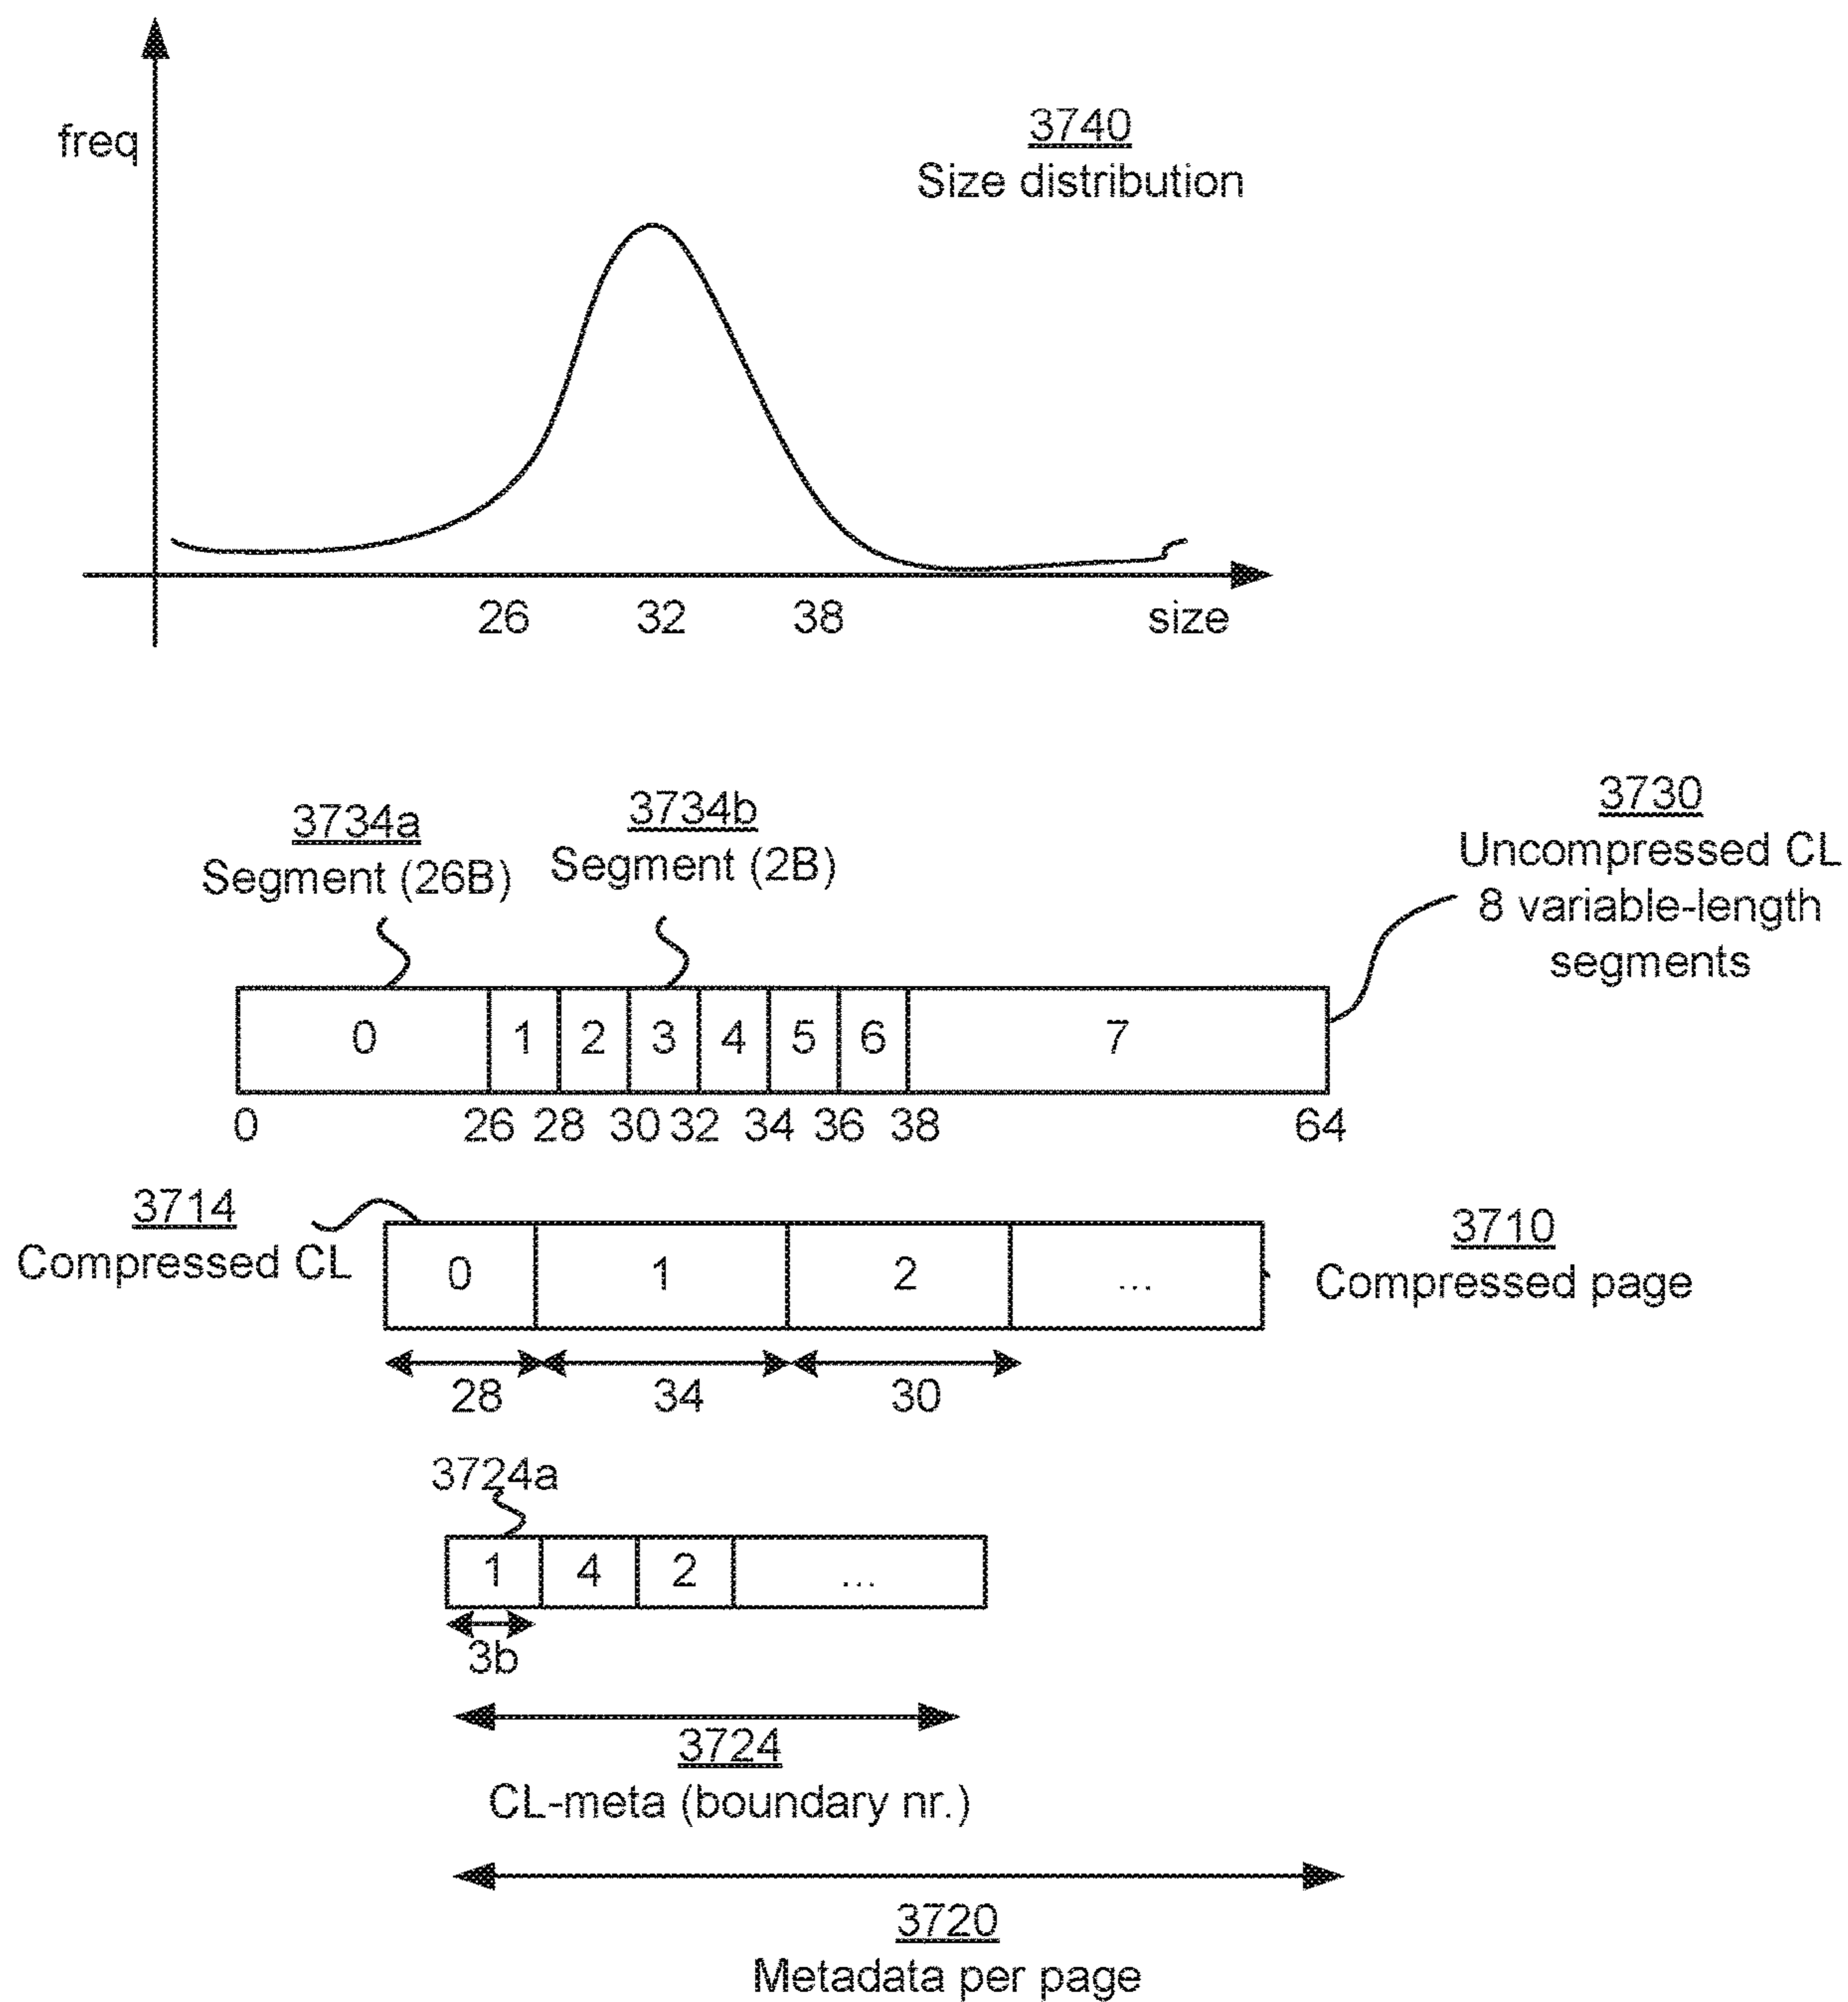 freq
3740
Size distribution
26 32 38 size
3734a
Segment (26B)
3734b
Segment (2B)
3730
Uncompressed CL
8 variable-length
segments
0 1 2 3 4 5 6 7
0 26 28 30 32 34 36 38 64
3714
Compressed CL
0 1 2 ...
3710
Compressed page
28 34 30
3724a
1 4 2 ...
3b
3724
CL-meta (boundary nr.)
3720
Metadata per page